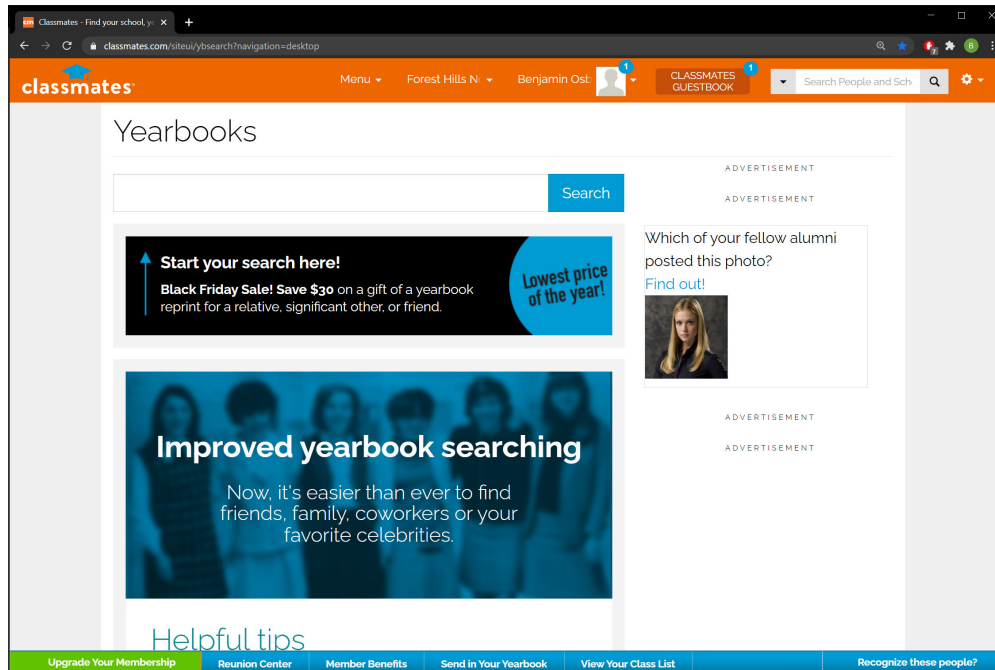 cm Classmates - Find your school, ye
classmates.com/siteui/ybsearch?navigation=desktop
classmates
Menu
Forest Hills N
Benjamin Ost
1
CLASSMATES
GUESTBOOK
1
Search People and Sch
Yearbooks
Search
Start your search here!
Black Friday Sale! Save $30 on a gift of a yearbook
reprint for a relative, significant other, or friend.
Lowest price
of the year!
ADVERTISEMENT
ADVERTISEMENT
Which of your fellow alumni
posted this photo?
Find out!
ADVERTISEMENT
ADVERTISEMENT
Improved yearbook searching
Now, it's easier than ever to find
friends, family, coworkers or your
favorite celebrities.
Helpful tips
Upgrade Your Membership
Reunion Center
Member Benefits
Send in Your Yearbook
View Your Class List
Recognize these people?